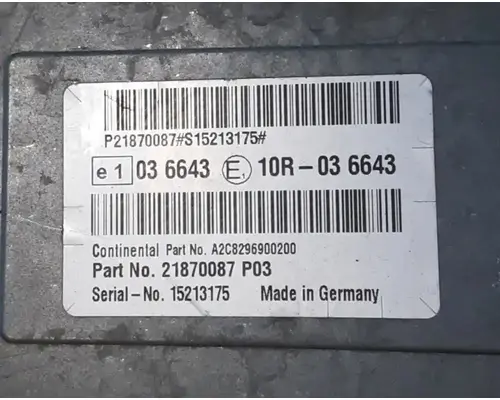 P21870087#S15213175#
e 1 03 6643 E1 10R-03 6643
Continental Part No. A2C8296900200
Part No. 21870087 P03
Serial-No. 15213175 Made in Germany